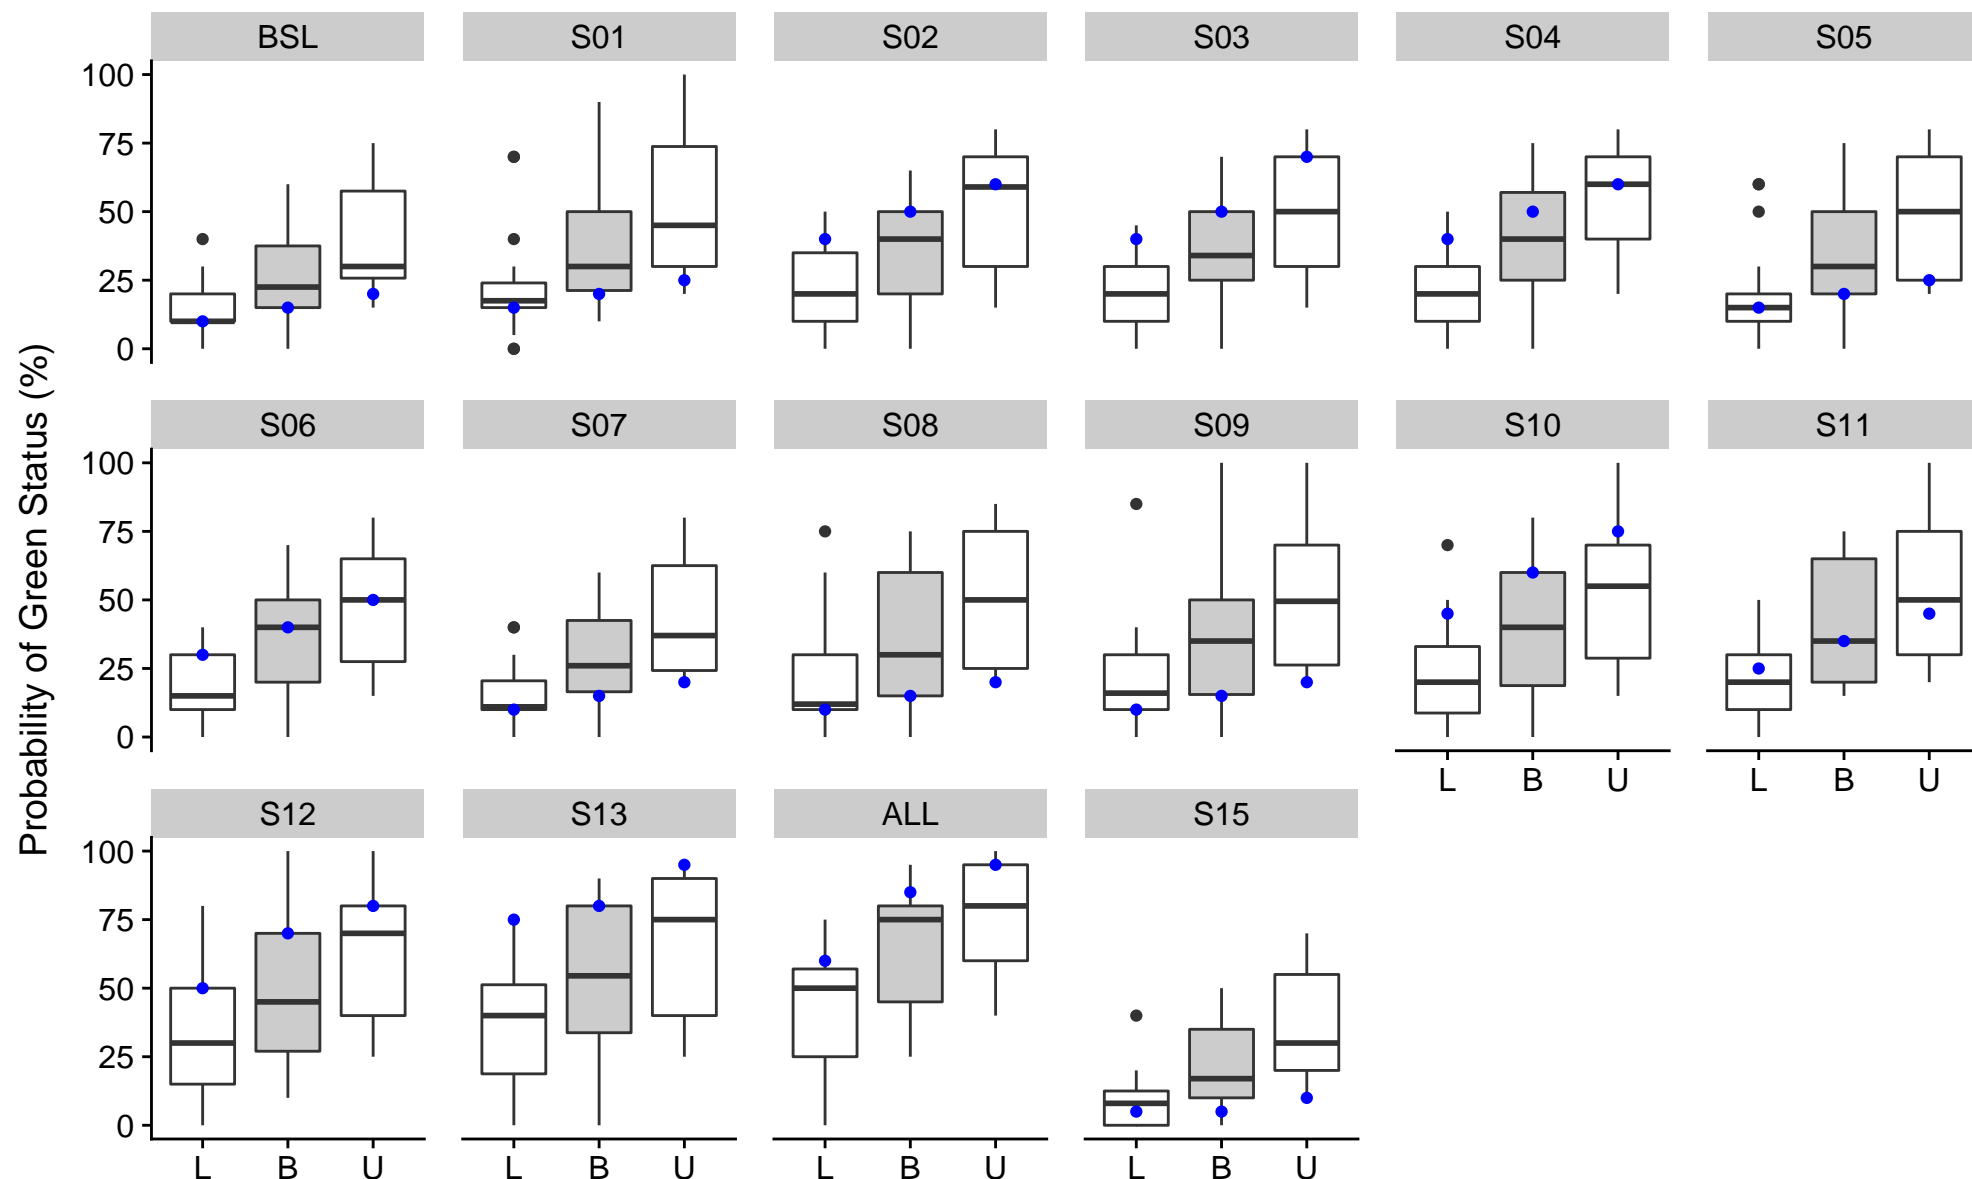 BSL S01 S02 S03 S04 S05
100
75
50
25
0
Probability of Green Status (%)
S06 S07 S08 S09 S10 S11
100
75
50
25
0
L B U L B U
S12 S13 ALL S15
100
75
50
25
0
L B U L B U L B U L B U